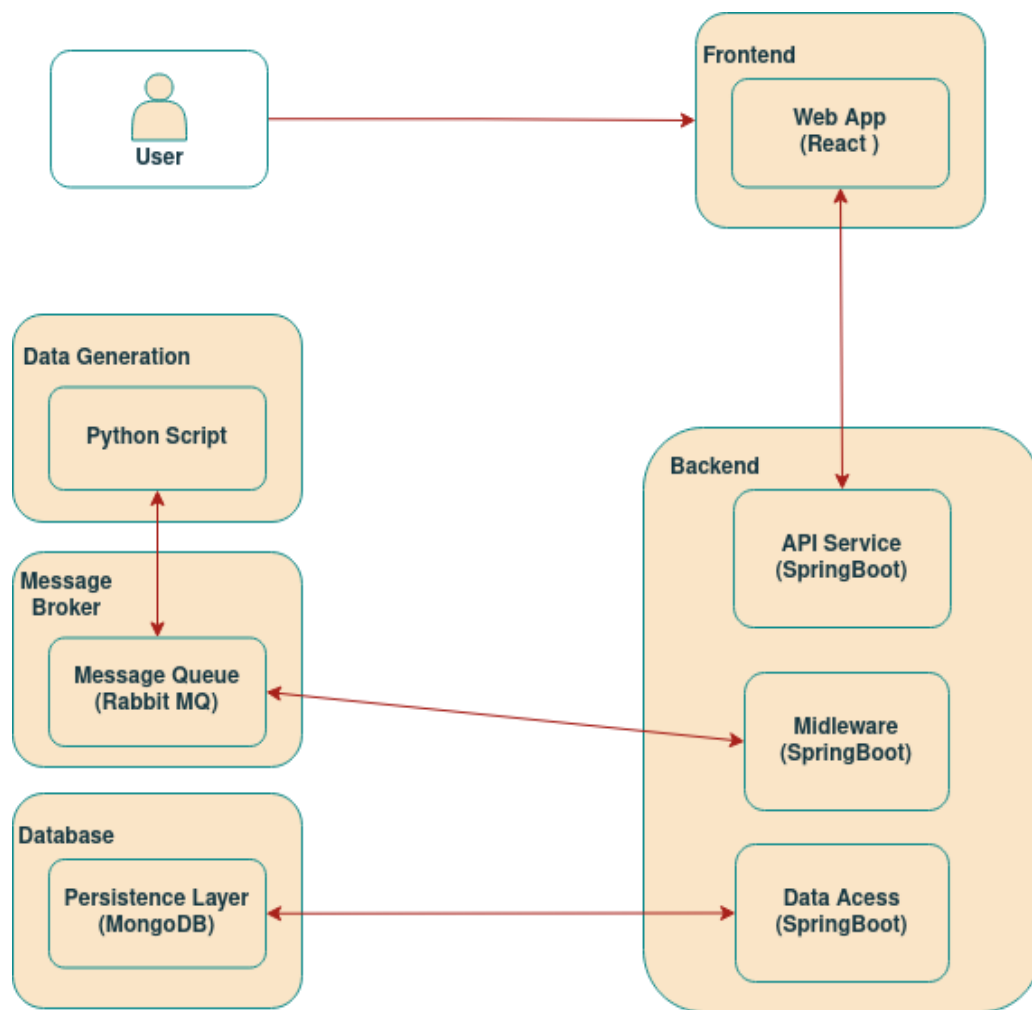 User
Frontend
Web App
(React )
Data Generation
Python Script
Message
Broker
Message Queue
(Rabbit MQ)
Database
Persistence Layer
(MongoDB)
Backend
API Service
(SpringBoot)
Midleware
(SpringBoot)
Data Acess
(SpringBoot)